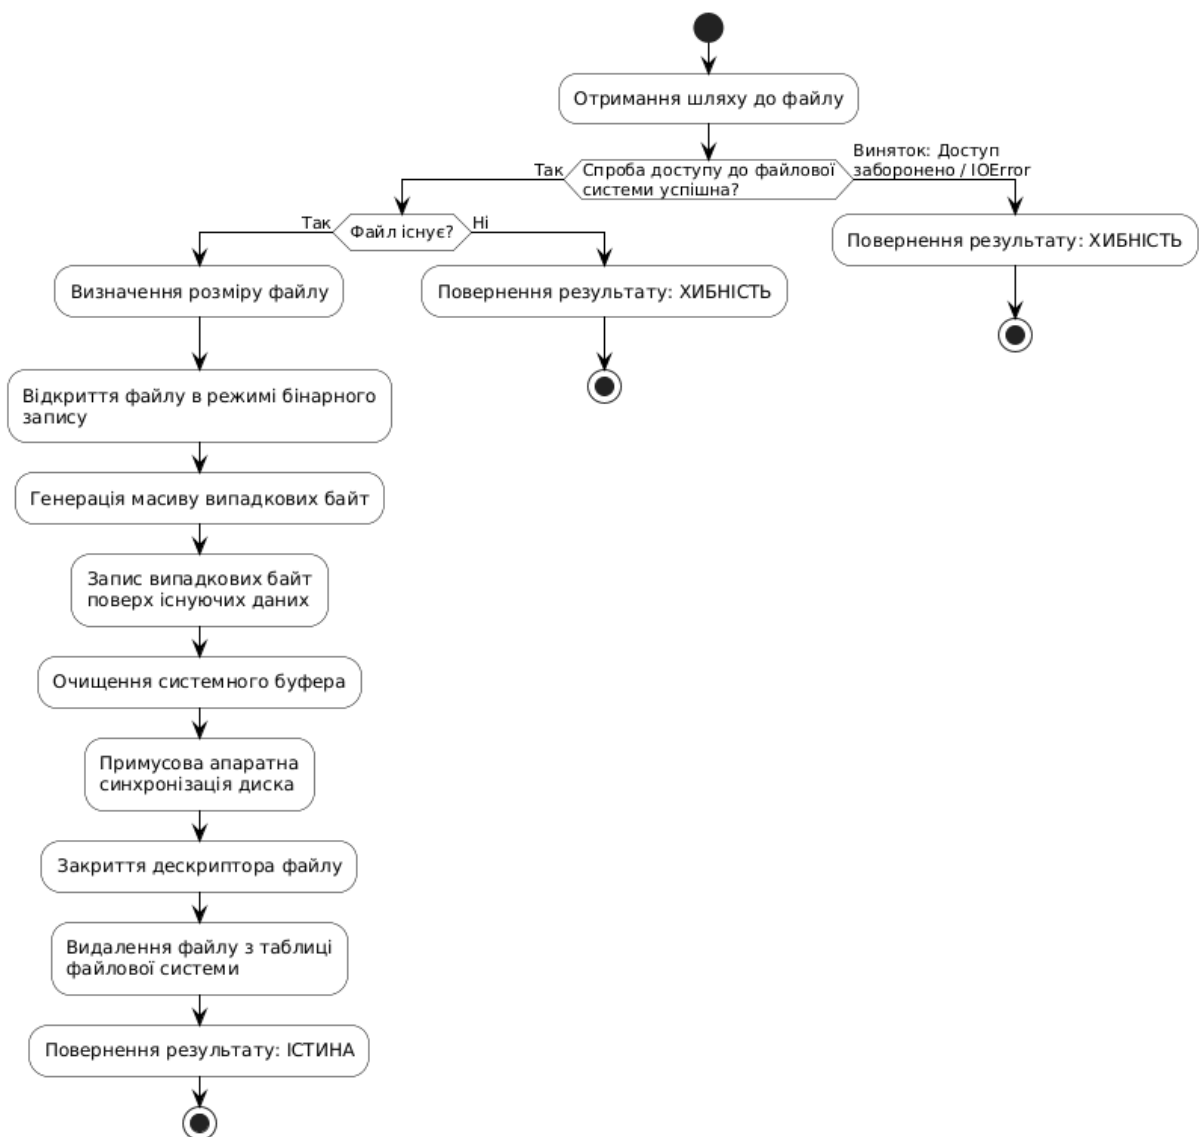 Отримання шляху до файлу
Так
Спроба доступу до файлової
системи успішна?
Виняток: Доступ
заборонено / IOError
Так
Файл існує?
Ні
Повернення результату: ХИБНІСТЬ
Визначення розміру файлу
Повернення результату: ХИБНІСТЬ
Відкриття файлу в режимі бінарного
запису
Генерація масиву випадкових байт
Запис випадкових байт
поверх існуючих даних
Очищення системного буфера
Примусова апаратна
синхронізація диска
Закриття дескриптора файлу
Видалення файлу з таблиці
файлової системи
Повернення результату: ІСТИНА